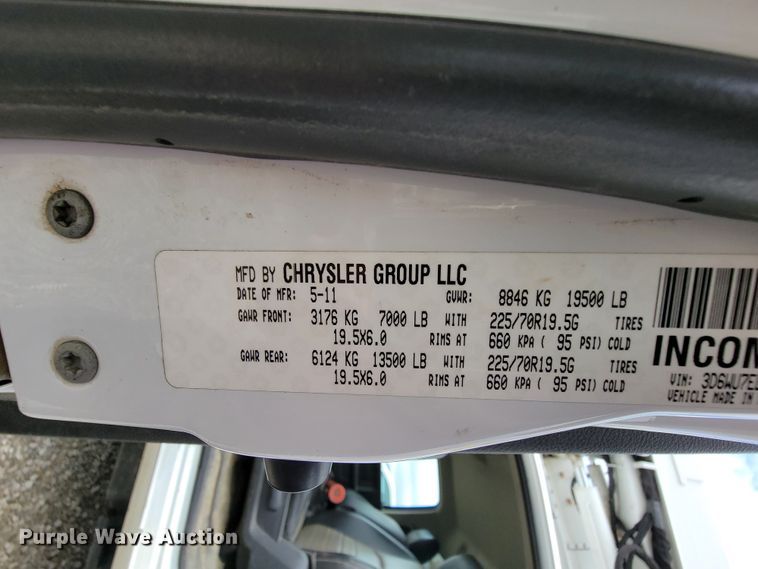 MFD BY CHRYSLER GROUP LLC
DATE OF MFR: 5-11 GVWR: 8846 KG 19500 LB
GAWR FRONT: 3176 KG 7000 LB WITH 225/70R19.5G TIRES
19.5X6.0 RIMS AT 660 KPA ( 95 PSI) COLD
GAWR REAR: 6124 KG 13500 LB WITH 225/70R19.5G TIRES
19.5X6.0 RIMS AT 660 KPA ( 95 PSI) COLD
INCOM
VIN: 3D6WU7E
VEHICLE MADE IN
Purple Wave Auction